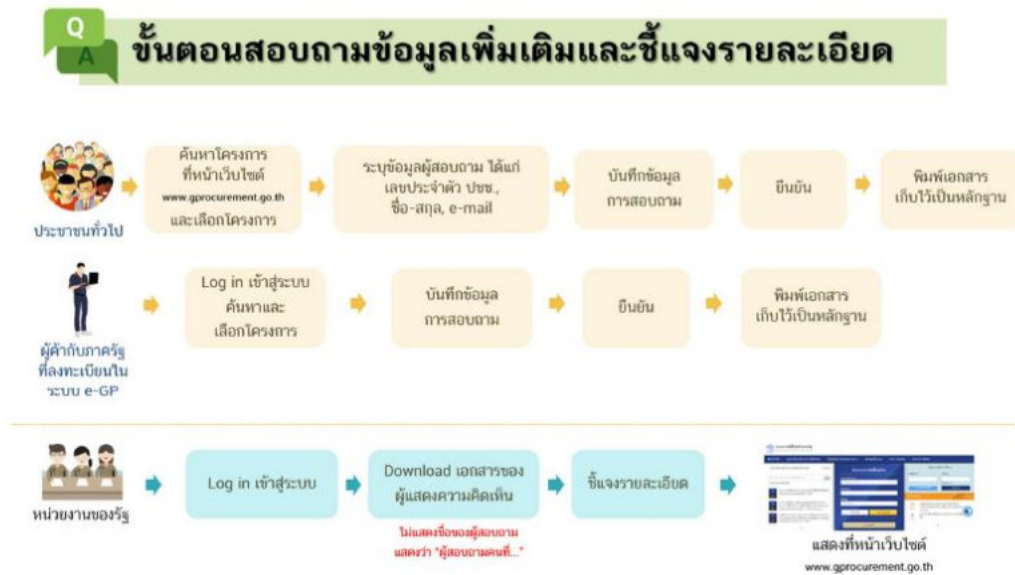 Q
A
ขั้นตอนสอบถามข้อมูลเพิ่มเติมและชี้แจงรายละเอียด
ประชาชนทั่วไป
ค้นหาโครงการ
ที่หน้าเว็บไซต์
www.gprocurement.go.th
และเลือกโครงการ
ระบุข้อมูลผู้สอบถาม ได้แก่
เลขประจำตัว ปชช.,
ชื่อ-สกุล, e-mail
บันทึกข้อมูล
การสอบถาม
ยืนยัน
พิมพ์เอกสาร
เก็บไว้เป็นหลักฐาน
ผู้ค้ากับภาครัฐ
ที่ลงทะเบียนใน
ระบบ e-GP
Log in เข้าสู่ระบบ
ค้นหาและ
เลือกโครงการ
บันทึกข้อมูล
การสอบถาม
ยืนยัน
พิมพ์เอกสาร
เก็บไว้เป็นหลักฐาน
หน่วยงานของรัฐ
Log in เข้าสู่ระบบ
Download เอกสารของ
ผู้แสดงความคิดเห็น
ไม่แสดงชื่อของผู้สอบถาม
แสดงว่า "ผู้สอบถามคนที่..."
ชี้แจงรายละเอียด
แสดงที่หน้าเว็บไซต์
www.gprocurement.go.th